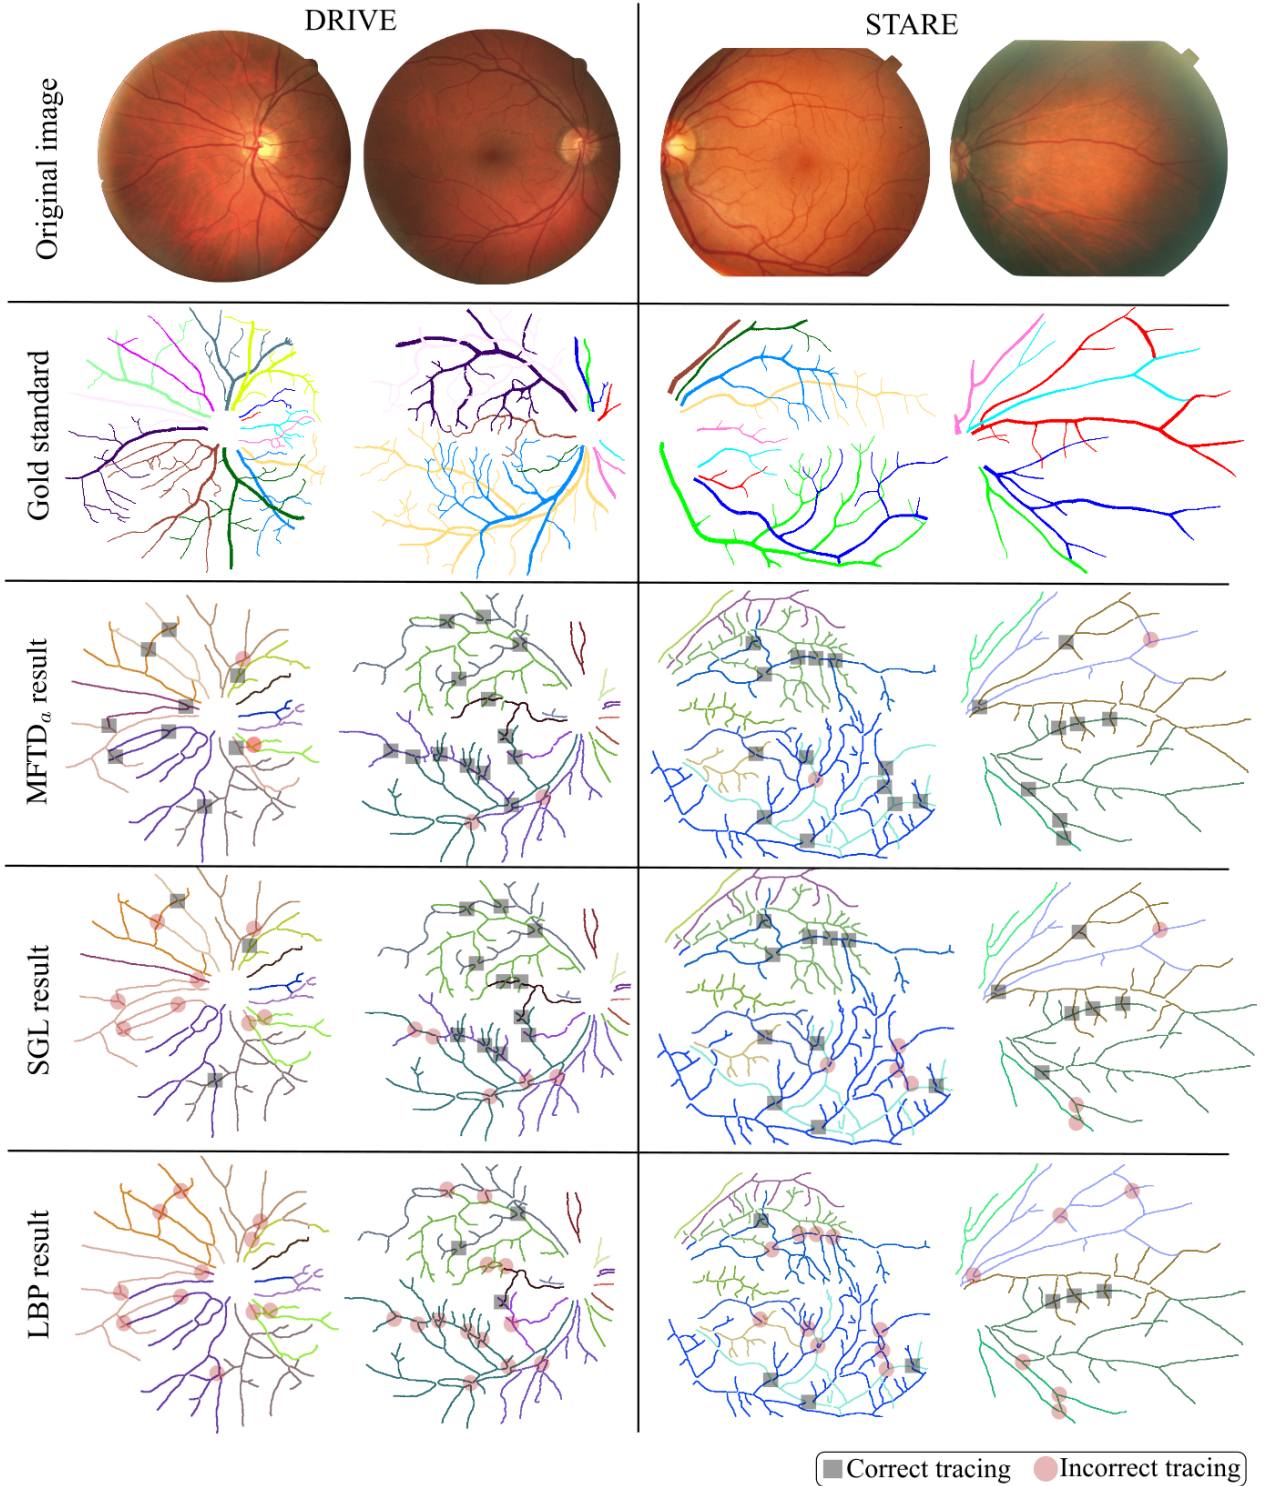 DRIVE
STARE
Original image
Gold standard
MFTDₐ result
SGL result
LBP result
Correct tracing
Incorrect tracing